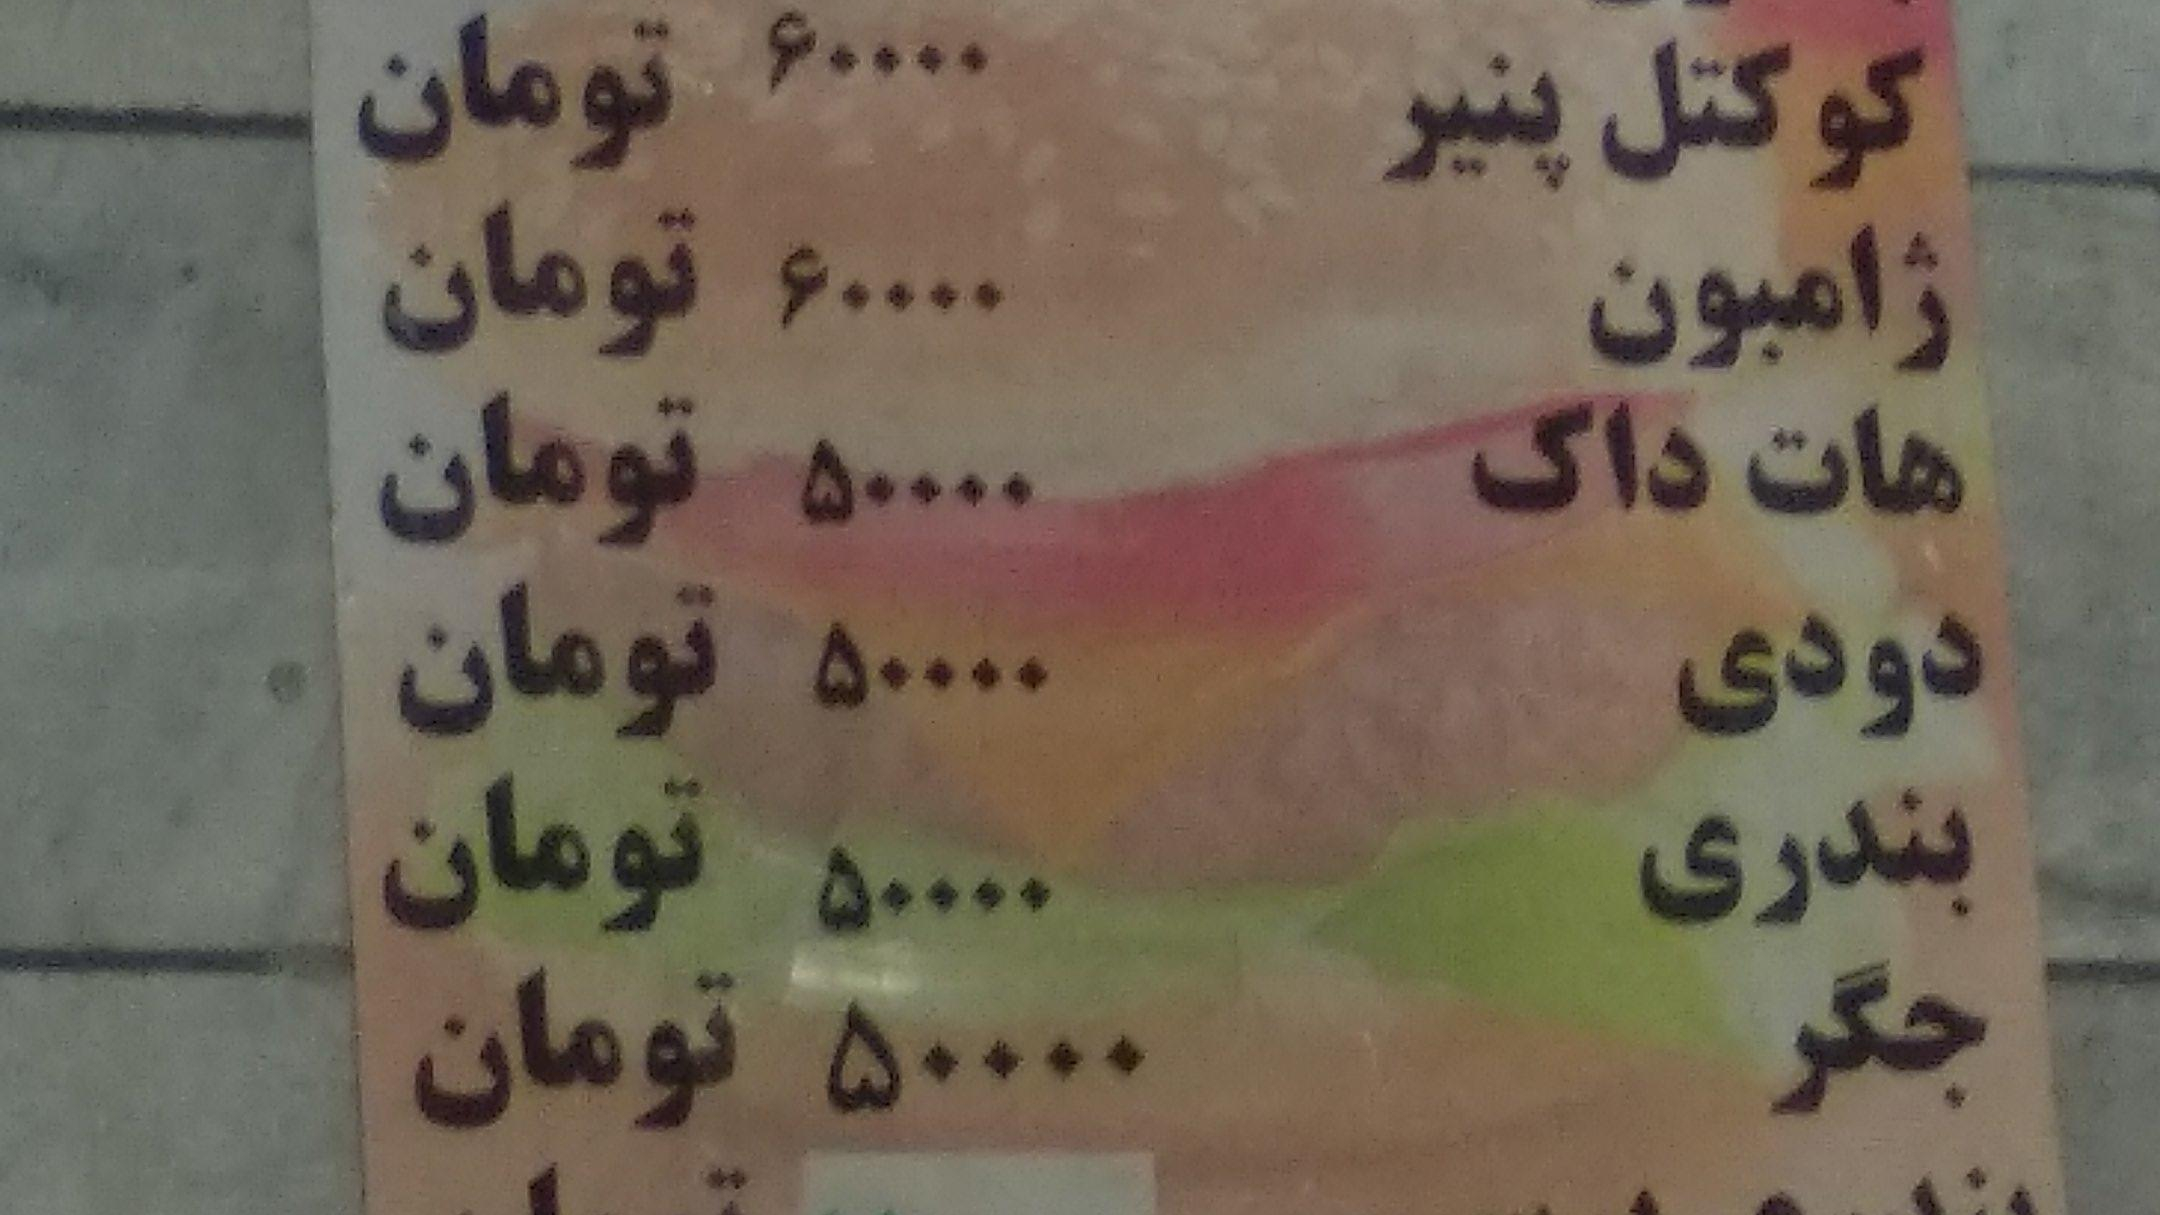 کوکتل پنیر ۶۰۰۰۰ تومان
ژامبون ۶۰۰۰۰ تومان
هات داک ۵۰۰۰۰ تومان
دودی ۵۰۰۰۰ تومان
بندری ۵۰۰۰۰ تومان
جگر ۵۰۰۰۰ تومان
تومان